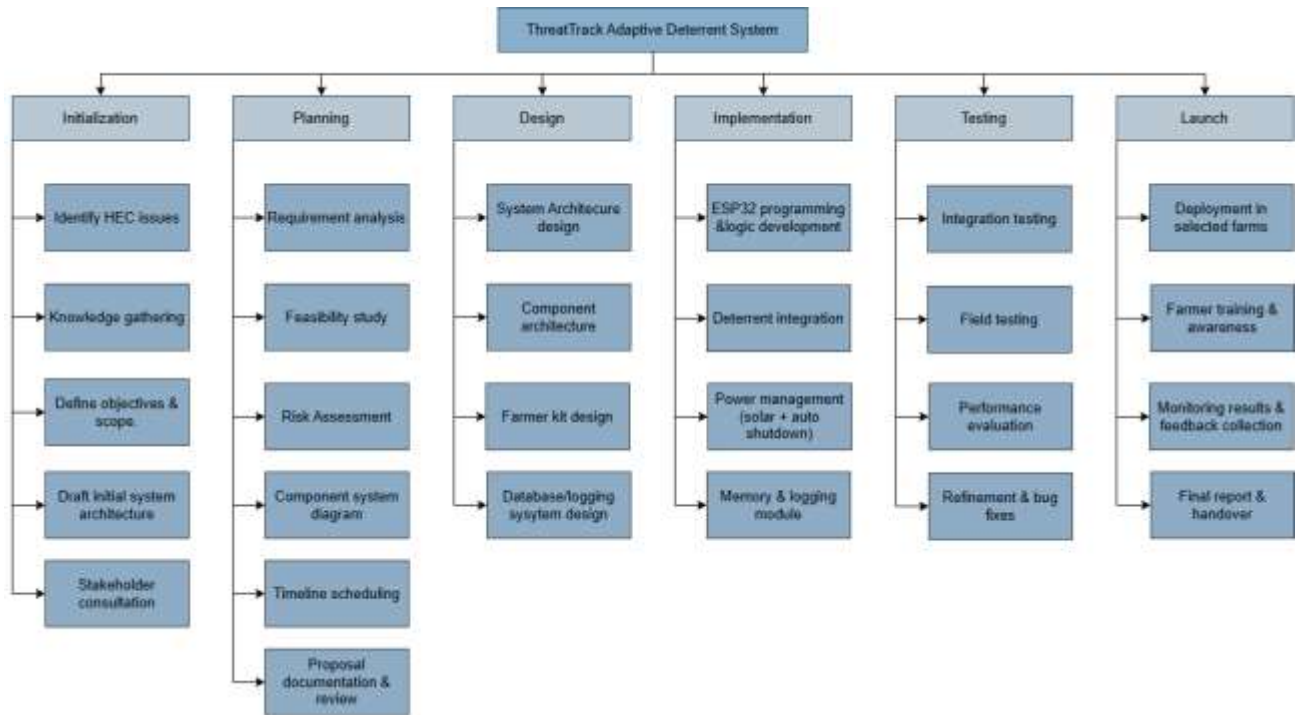 ThreatTrack Adaptive Deterrent System
Initialization
Planning
Design
Implementation
Testing
Launch
Identify HEC issues
Knowledge gathering
Define objectives &
scope.
Draft initial system
architecture
Stakeholder
consultation
Requirement analysis
Feasibility study
Risk Assessment
Component system
diagram
Timeline scheduling
Proposal
documentation &
review
System Architecure
design
Component
architecture
Farmer kit design
Database/logging
sysytem design
ESP32 programming
&logic development
Deterrent integration
Power management
(solar + auto
shutdown)
Memory & logging
module
Integration testing
Field testing
Performance
evaluation
Refinement & bug
fixes
Deployment in
selected farms
Farmer training &
awareness
Monitoring results &
feedback collection
Final report &
handover